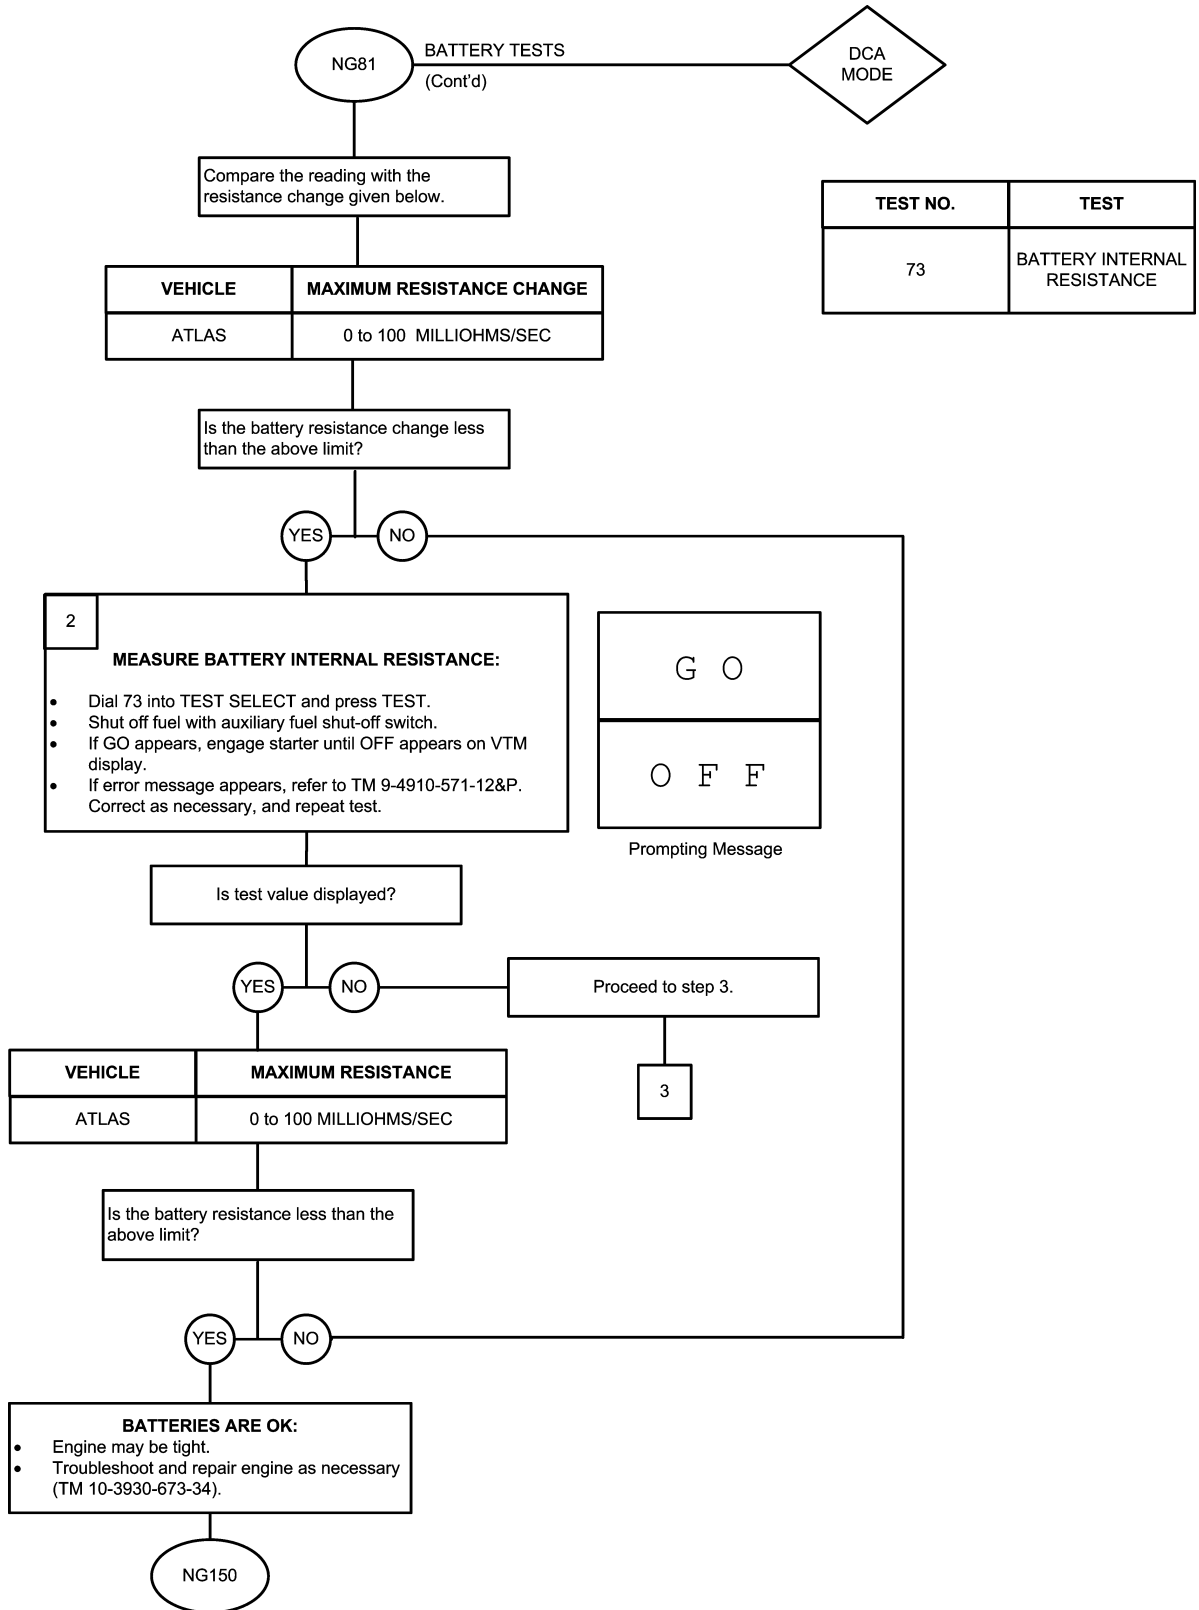 NG81
BATTERY TESTS
(Cont'd)
DCA
MODE
Compare the reading with the
resistance change given below.
TEST NO. TEST
73 BATTERY INTERNAL
RESISTANCE
VEHICLE MAXIMUM RESISTANCE CHANGE
ATLAS 0 to 100 MILLIOHMS/SEC
Is the battery resistance change less
than the above limit?
YES NO
2
MEASURE BATTERY INTERNAL RESISTANCE:
• Dial 73 into TEST SELECT and press TEST.
• Shut off fuel with auxiliary fuel shut-off switch.
• If GO appears, engage starter until OFF appears on VTM
display.
• If error message appears, refer to TM 9-4910-571-12&P.
Correct as necessary, and repeat test.
G O
O F F
Prompting Message
Is test value displayed?
YES NO
Proceed to step 3.
3
VEHICLE MAXIMUM RESISTANCE
ATLAS 0 to 100 MILLIOHMS/SEC
Is the battery resistance less than the
above limit?
YES NO
BATTERIES ARE OK:
• Engine may be tight.
• Troubleshoot and repair engine as necessary
(TM 10-3930-673-34).
NG150